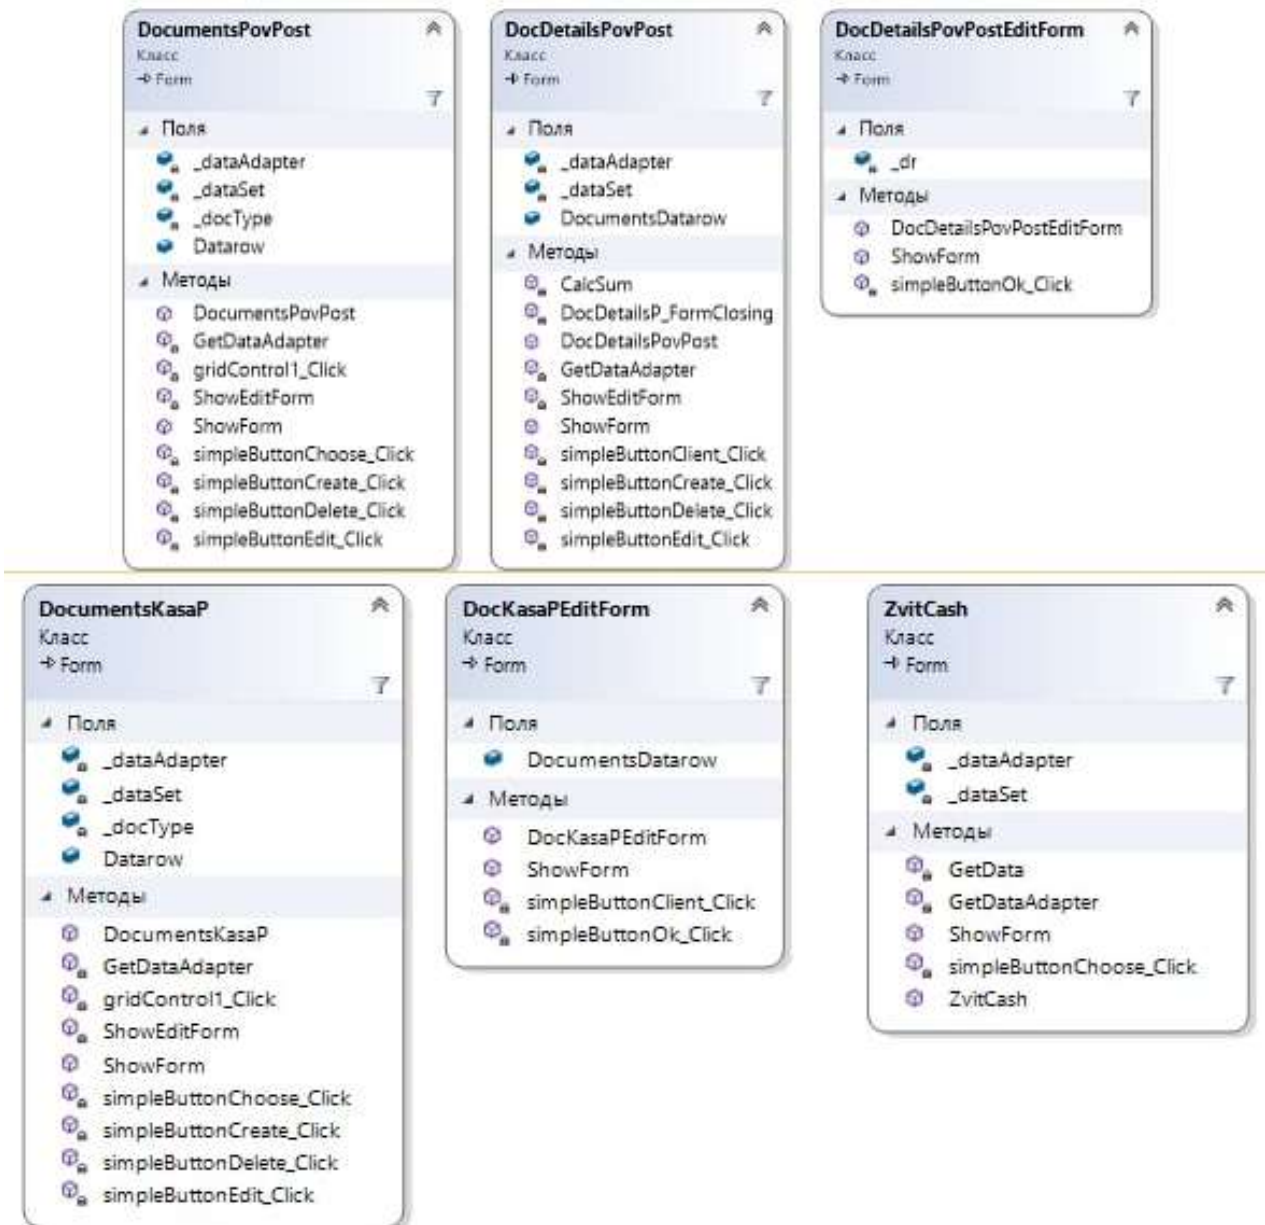 DocumentsPovPost
Класс
Form
Поля
_dataAdapter
_dataSet
_docType
Datarow
Методы
DocumentsPovPost
GetDataAdapter
gridControl1_Click
ShowEditForm
ShowForm
simpleButtonChoose_Click
simpleButtonCreate_Click
simpleButtonDelete_Click
simpleButtonEdit_Click
DocDetailsPovPost
Класс
Form
Поля
_dataAdapter
_dataSet
DocumentsDatarow
Методы
CalcSum
DocDetailsP_FormClosing
DocDetailsPovPost
GetDataAdapter
ShowEditForm
ShowForm
simpleButtonClient_Click
simpleButtonCreate_Click
simpleButtonDelete_Click
simpleButtonEdit_Click
DocDetailsPovPostEditForm
Класс
Form
Поля
_dr
Методы
DocDetailsPovPostEditForm
ShowForm
simpleButtonOk_Click
DocumentsKasaP
Класс
Form
Поля
_dataAdapter
_dataSet
_docType
Datarow
Методы
DocumentsKasaP
GetDataAdapter
gridControl1_Click
ShowEditForm
ShowForm
simpleButtonChoose_Click
simpleButtonCreate_Click
simpleButtonDelete_Click
simpleButtonEdit_Click
DocKasaPEditForm
Класс
Form
Поля
DocumentsDatarow
Методы
DocKasaPEditForm
ShowForm
simpleButtonClient_Click
simpleButtonOk_Click
ZvitCash
Класс
Form
Поля
_dataAdapter
_dataSet
Методы
GetData
GetDataAdapter
ShowForm
simpleButtonChoose_Click
ZvitCash